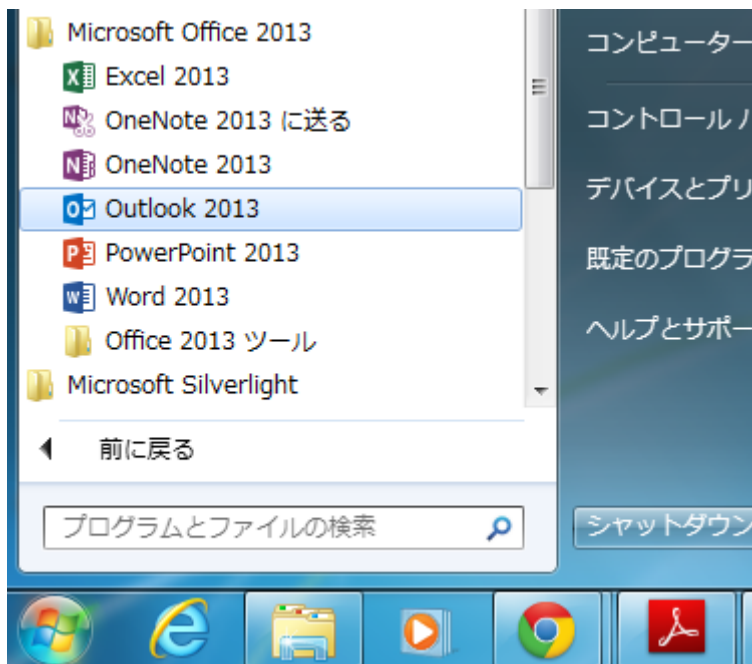 Microsoft Office 2013
Excel 2013
OneNote 2013 に送る
OneNote 2013
Outlook 2013
PowerPoint 2013
Word 2013
Office 2013 ツール
Microsoft Silverlight
前に戻る
プログラムとファイルの検索
コンピューター
コントロール
デバイスとプリ
既定のプログラ
ヘルプとサポー
シャットダウン